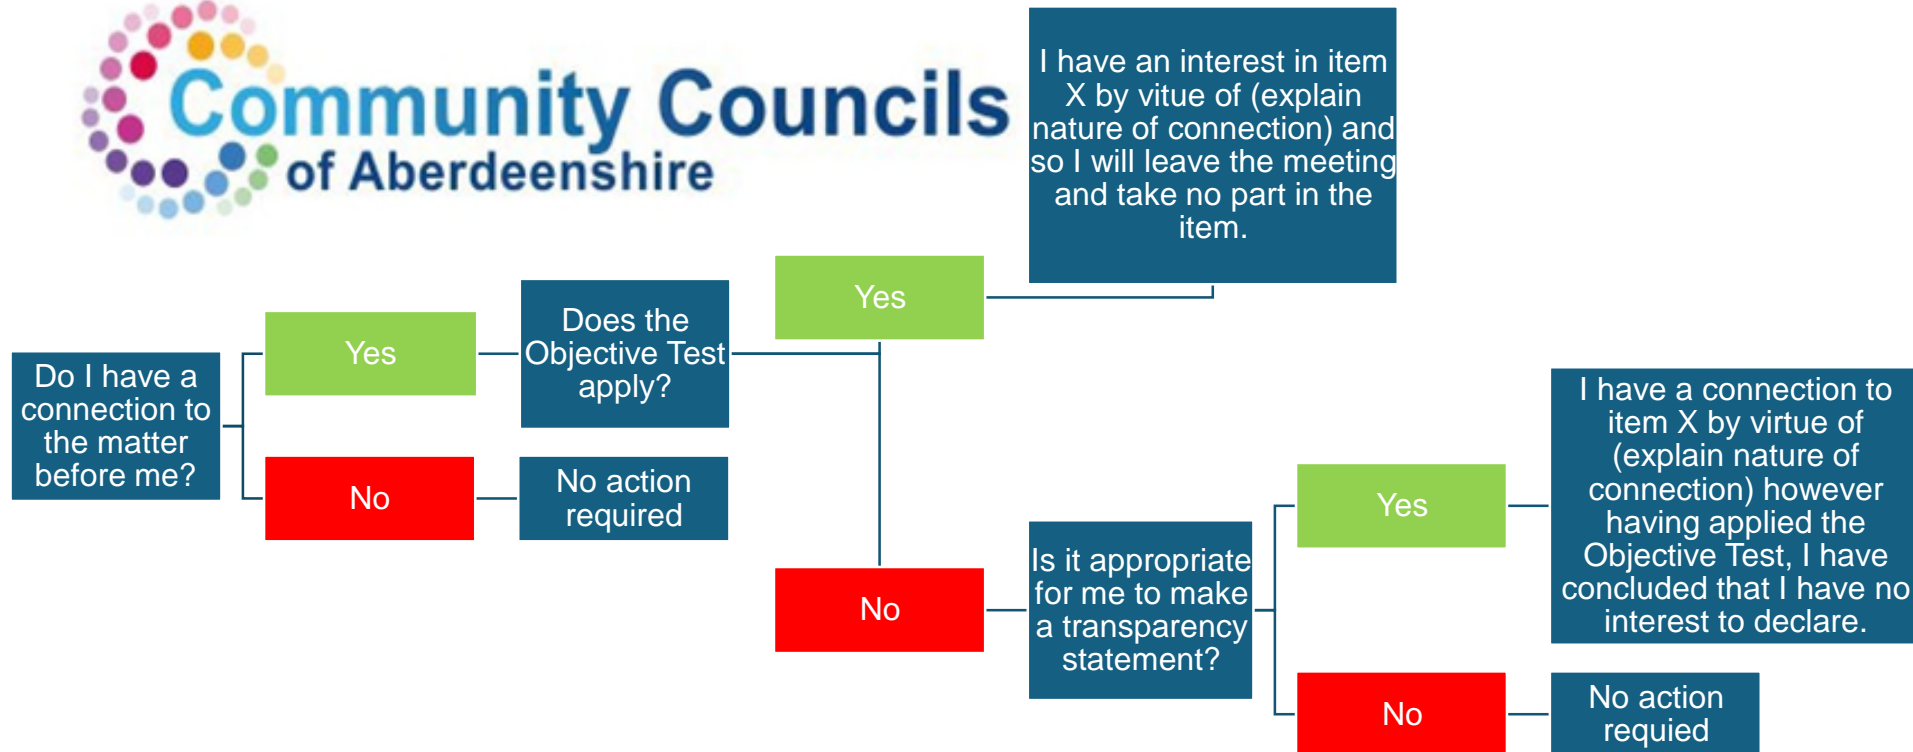 Community Councils
of Aberdeenshire
I have an interest in item
X by vitue of (explain
nature of connection) and
so I will leave the meeting
and take no part in the
item.
Yes
Does the
Objective Test
apply?
Yes
Do I have a
connection to
the matter
before me?
No
No action
required
No
Is it appropriate
for me to make
a transparency
statement?
Yes
I have a connection to
item X by virtue of
(explain nature of
connection) however
having applied the
Objective Test, I have
concluded that I have no
interest to declare.
No
No action
requied